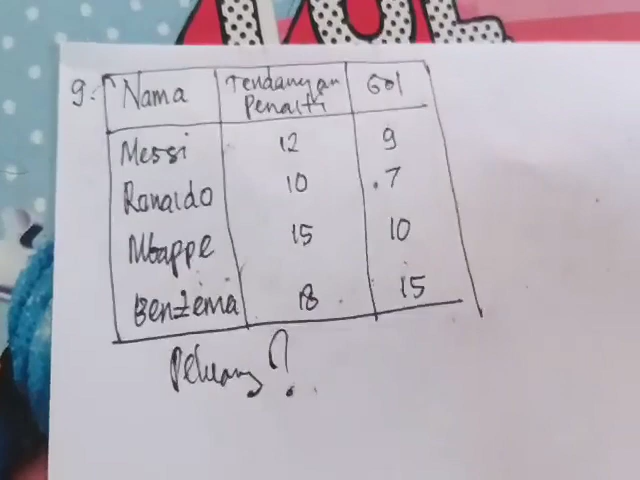 9. Nama Tendangan Penalti Gol
Messi 12 9
Ronaldo 10 7
Mbappe 15 10
Benzema 18 15
Peluang?